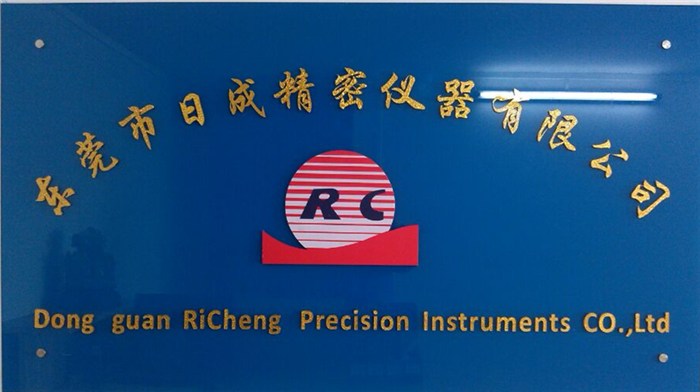 东莞市日成精密仪器有限公司
RC
Dong guan RiCheng Precision Instruments CO.,Ltd